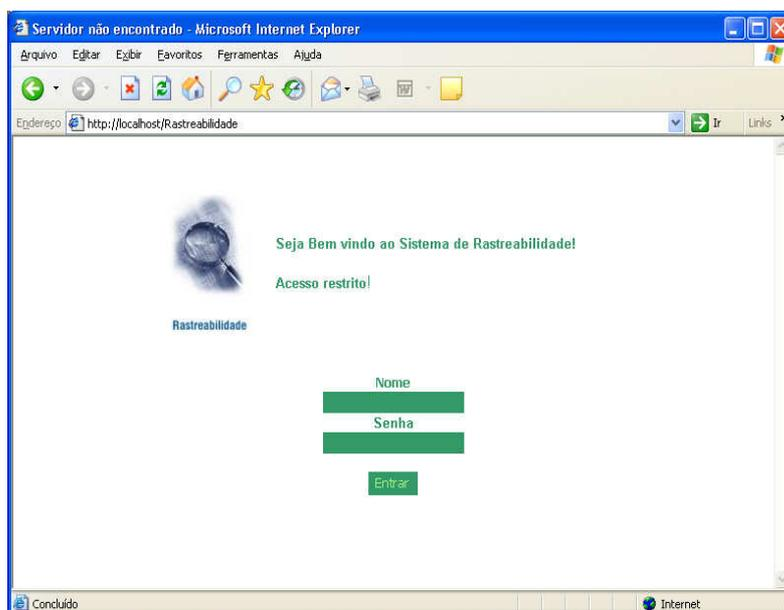 Servidor não encontrado - Microsoft Internet Explorer
Arquivo Editar Exibir Favoritos Ferramentas Ajuda
Endereço http://localhost/Rastreabilidade Ir Links
Seja Bem vindo ao Sistema de Rastreabilidade!
Acesso restrito!
Rastreabilidade
Nome
Senha
Entrar
Concluído Internet